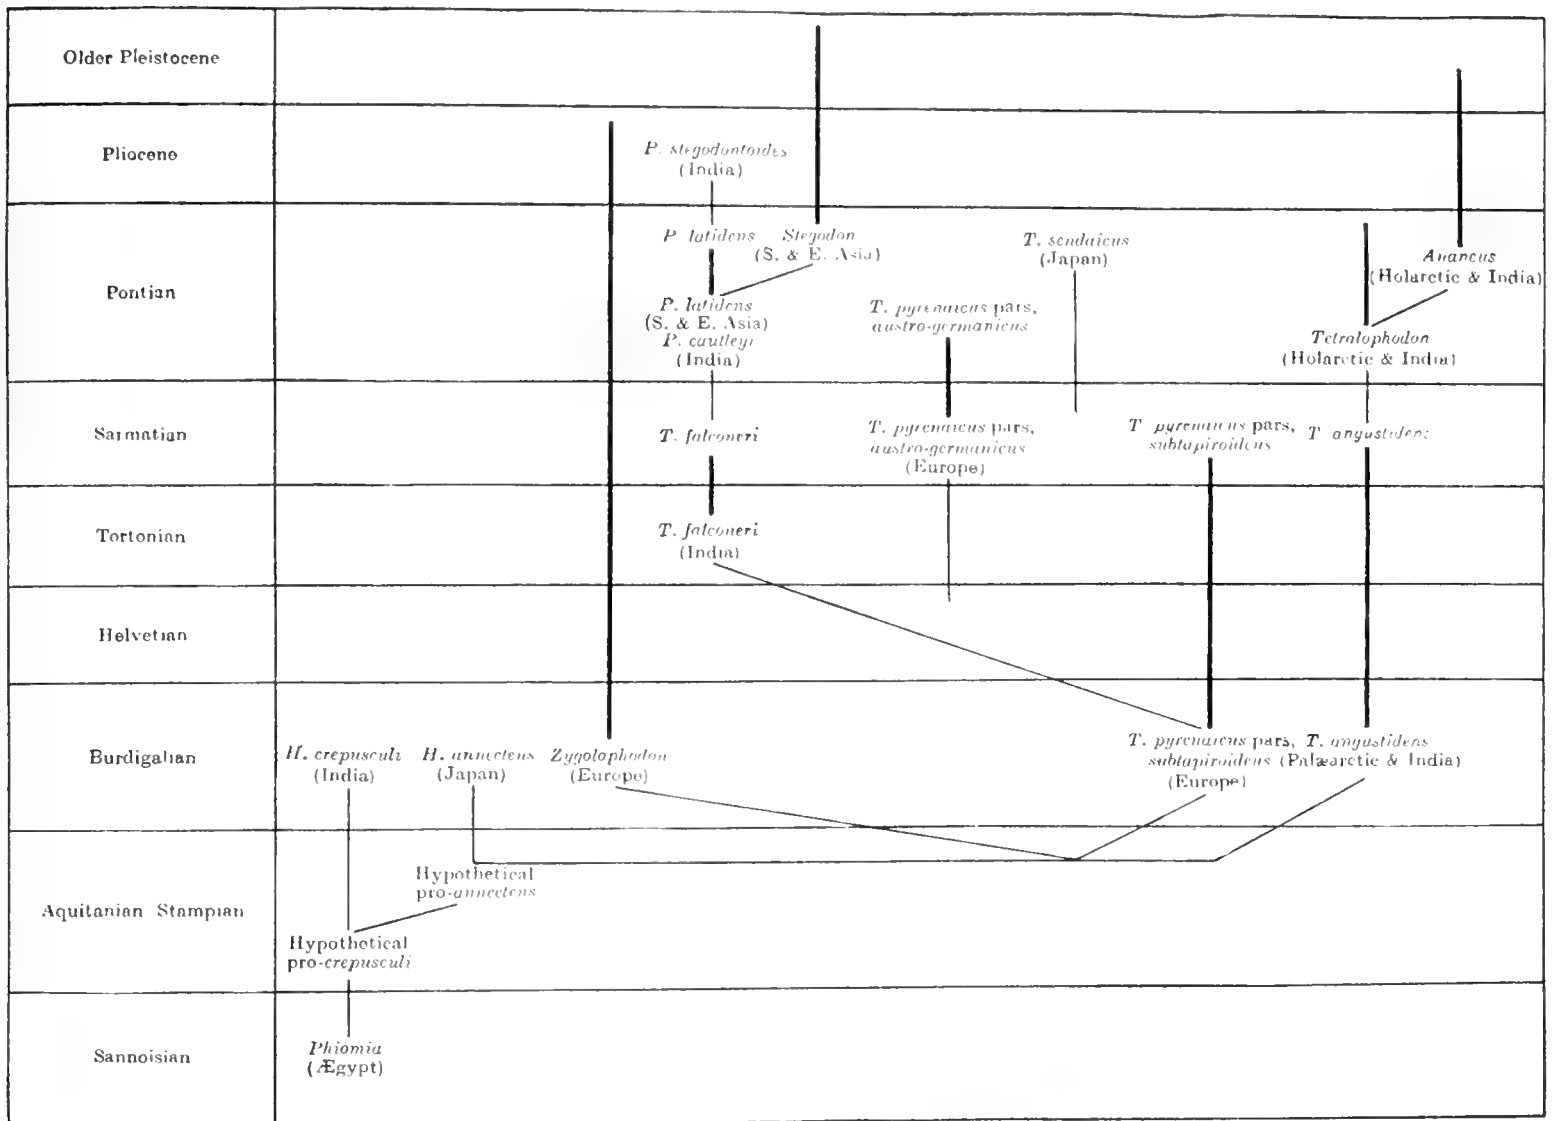 Older Pleistocene
Pliocene
P. stegodontoides
(India)
Pontian
P. latidens
Stegodon
(S. & E. Asia)
T. sendaicus
(Japan)
Anancus
(Holarctic & India)
P. latidens
(S. & E. Asia)
P. cautleyi
(India)
T. pyrenaicus pars,
austro-germanicus
Tetralophodon
(Holarctic & India)
Sarmatian
T. falconeri
T. pyrenaicus pars,
austro-germanicus
(Europe)
T pyrenaicus pars,
subtapiroideus
T angustidens
Tortonian
T. falconeri
(India)
Helvetian
Burdigalian
H. crepusculi
(India)
H. annectens
(Japan)
Zygolophodon
(Europe)
T. pyrenaicus pars,
subtapiroideus
(Europe)
T. angustidens
(Palæarctic & India)
Aquitanian Stampian
Hypothetical
pro-annectens
Hypothetical
pro-crepusculi
Sannoisian
Phiomia
(Ægypt)